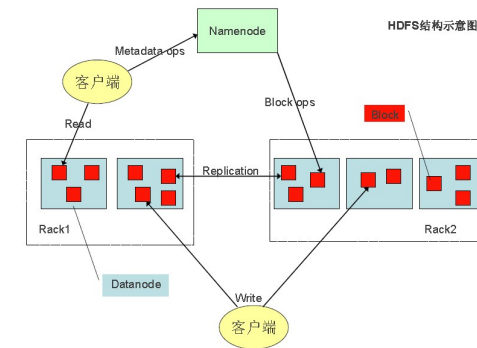 Namenode
HDFS结构示意图
Metadata ops
客户端
Block ops
Block
Read
Replication
Rack1
Rack2
Datanode
Write
客户端